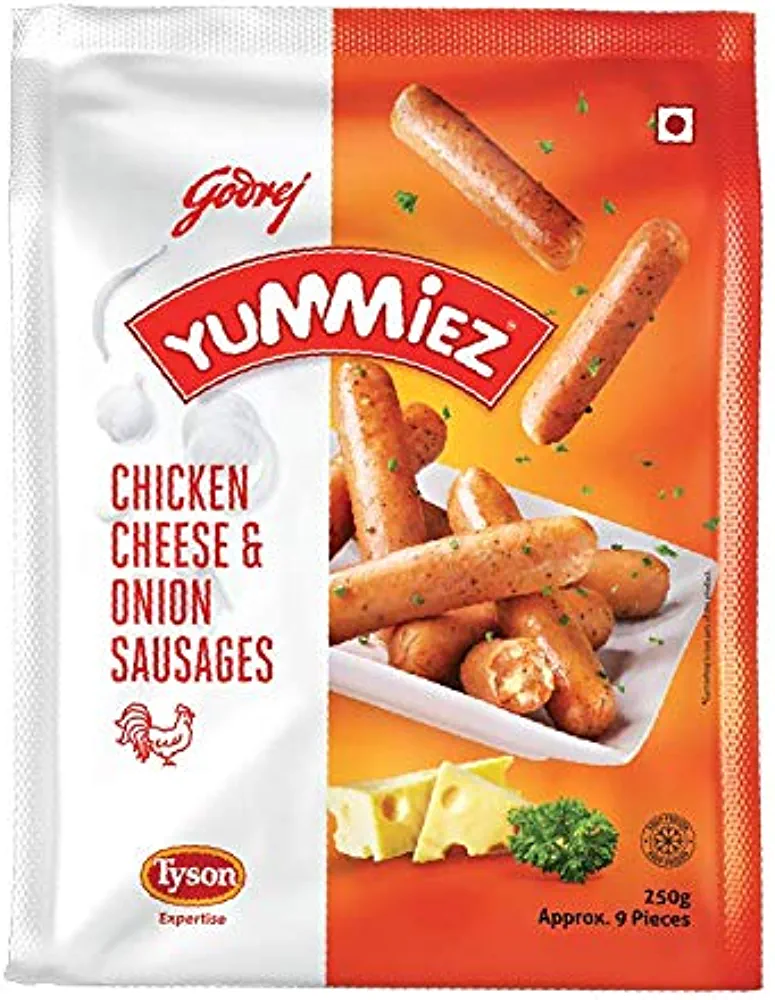 Godrej
YUMMiEZ
CHICKEN
CHEESE &
ONION
SAUSAGES
Tyson
Expertise
250g
Approx. 9 Pieces